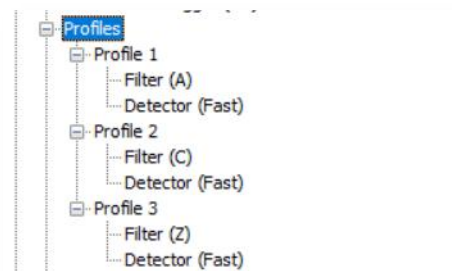 Profiles
Profile 1
Filter (A)
Detector (Fast)
Profile 2
Filter (C)
Detector (Fast)
Profile 3
Filter (Z)
Detector (Fast)